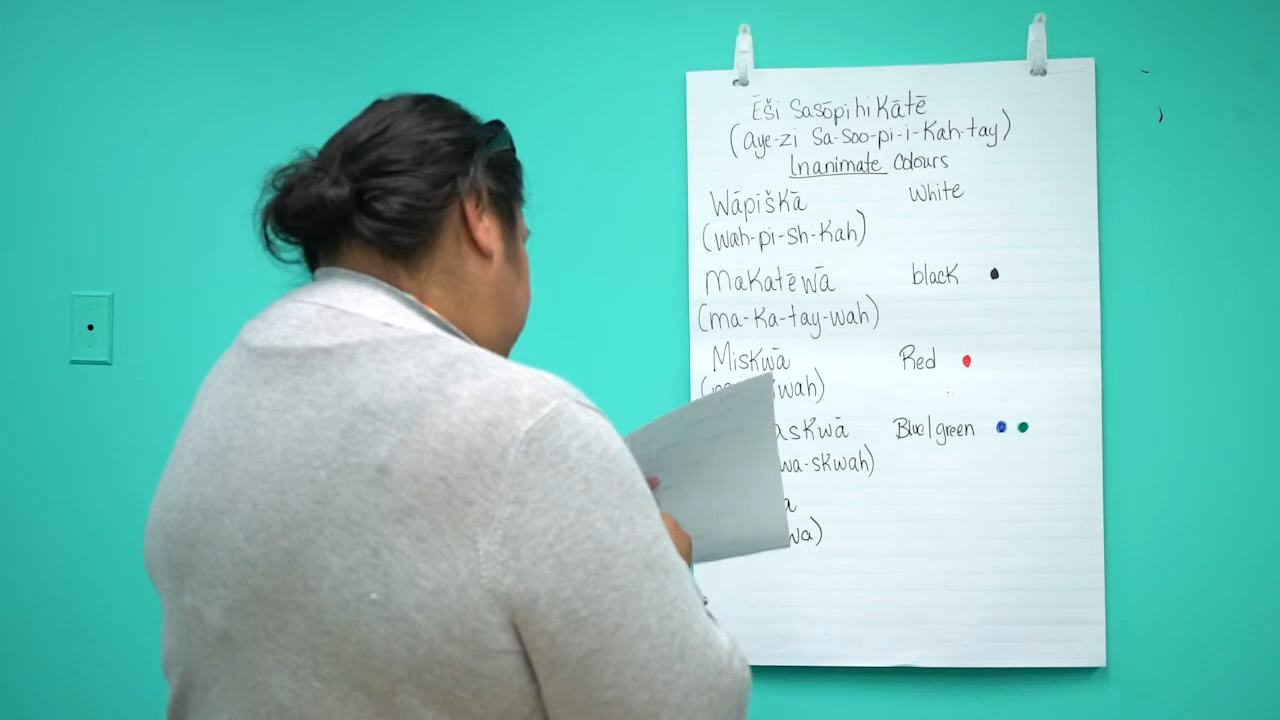 Ēši Sasōpihikātē
(aye-zi sa-soo-pi-i-Kah-tay)
Inanimate Colours
Wāpiškā white
(wah-pi-sh-Kah)
Makatēwā black
(ma-ka-tay-wah)
Miskwā Red
wah)
askwā Blue/green
wa-skwah)
a
wa)